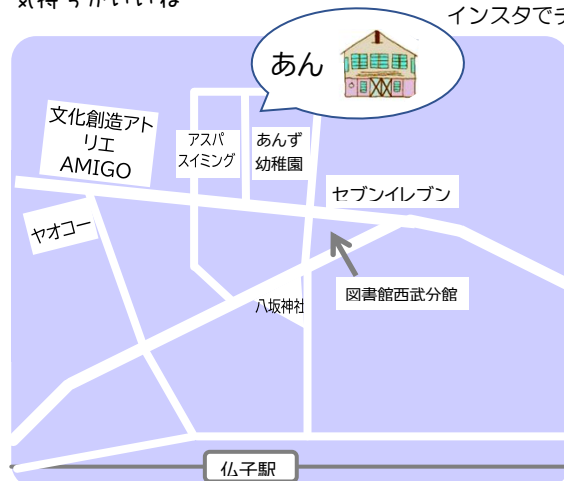 気持ちがいいね
インスタでチ
あん
文化創造アト
リエ
AMIGO
アスパ
スイミング
あんず
幼稚園
セブンイレブン
ヤオコー
図書館西武分館
八坂神社
仏子駅